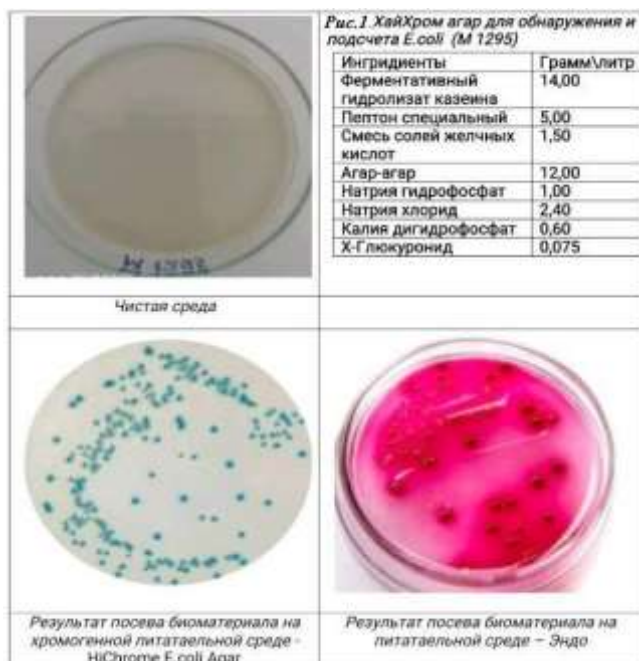 Рис.1 ХайХром агар для обнаружения и
подсчета E.coli (M 1295)
Ингридиенты Грамм\литр
Ферментативный 14,00
гидролизат казеина
Пептон специальный 5,00
Смесь солей желчных 1,50
кислот
Агар-агар 12,00
Натрия гидрофосфат 1,00
Натрия хлорид 2,40
Калия дигидрофосфат 0,60
Х-Глюкуронид 0,075
Чистая среда
Результат посева биоматериала на
хромогенной питатаельной среде -
HiChrome E.coli Agar
Результат посева биоматериала на
питатаельной среде – Эндо